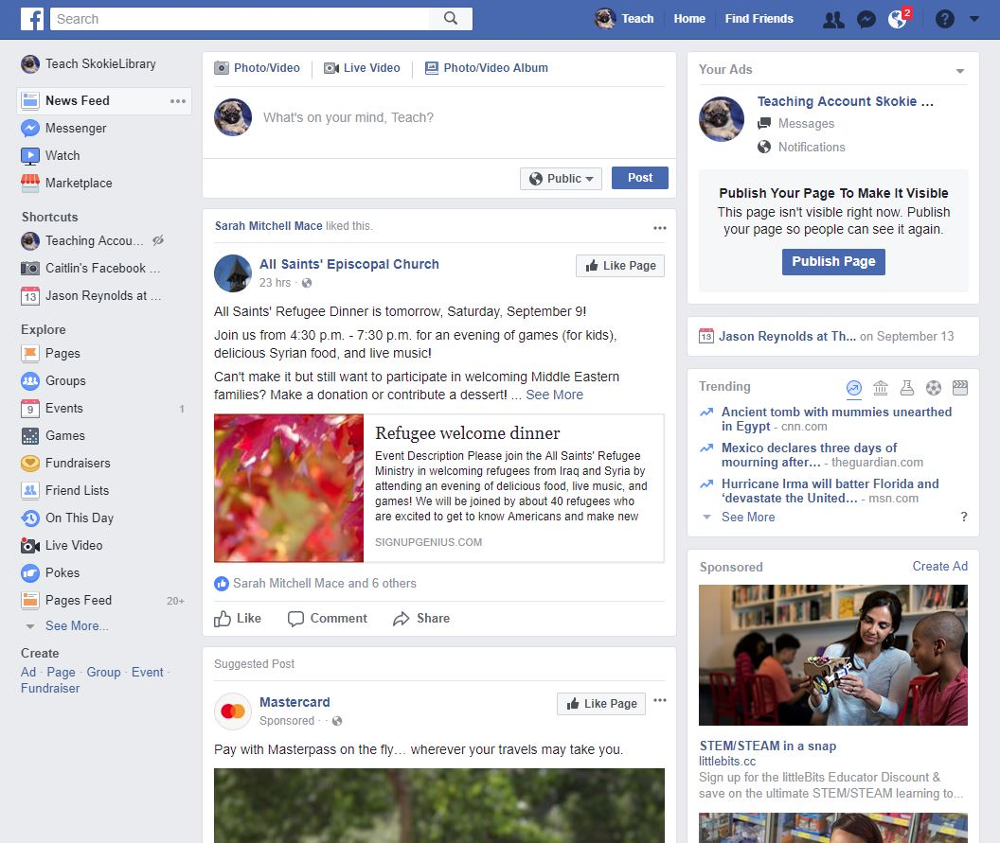 Search
Teach
Home
Find Friends
2
?
Teach SkokieLibrary
News Feed
Messenger
Watch
Marketplace
Shortcuts
Teaching Accou...
Caitlin's Facebook ...
13 Jason Reynolds at ...
Explore
Pages
Groups
9 Events 1
Games
Fundraisers
Friend Lists
On This Day
Live Video
Pokes
Pages Feed 20+
See More...
Create
Ad · Page · Group · Event ·
Fundraiser
Photo/Video
Live Video
Photo/Video Album
What's on your mind, Teach?
Public
Post
Sarah Mitchell Mace liked this.
All Saints' Episcopal Church
23 hrs ·
Like Page
All Saints' Refugee Dinner is tomorrow, Saturday, September 9!
Join us from 4:30 p.m. - 7:30 p.m. for an evening of games (for kids),
delicious Syrian food, and live music!
Can't make it but still want to participate in welcoming Middle Eastern
families? Make a donation or contribute a dessert! ... See More
Refugee welcome dinner
Event Description Please join the All Saints' Refugee
Ministry in welcoming refugees from Iraq and Syria by
attending an evening of delicious food, live music, and
games! We will be joined by about 40 refugees who
are excited to get to know Americans and make new
SIGNUPGENIUS.COM
Sarah Mitchell Mace and 6 others
Like
Comment
Share
Suggested Post
Mastercard
Sponsored · ·
Like Page
Pay with Masterpass on the fly… wherever your travels may take you.
Your Ads
Teaching Account Skokie ...
Messages
Notifications
Publish Your Page To Make It Visible
This page isn't visible right now. Publish
your page so people can see it again.
Publish Page
13 Jason Reynolds at Th... on September 13
Trending
Ancient tomb with mummies unearthed
in Egypt - cnn.com
Mexico declares three days of
mourning after… - theguardian.com
Hurricane Irma will batter Florida and
‘devastate the United… - msn.com
See More ?
Sponsored Create Ad
STEM/STEAM in a snap
littlebits.cc
Sign up for the littleBits Educator Discount &
save on the ultimate STEM/STEAM learning to...